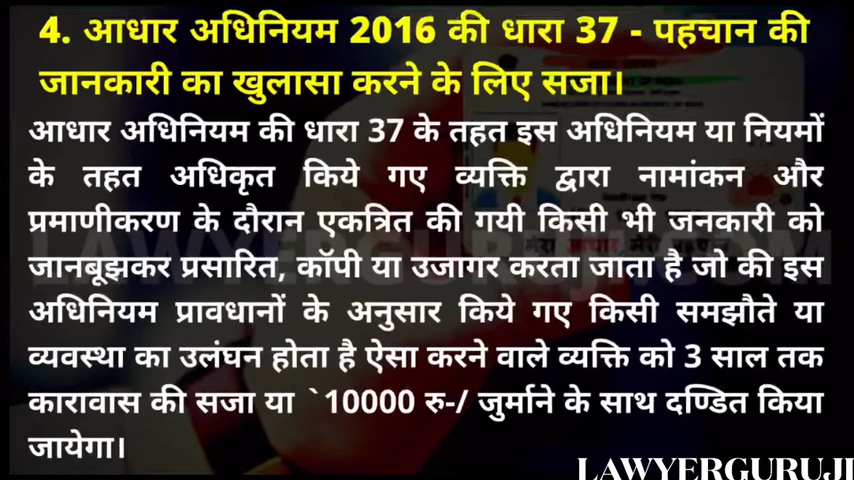 4. आधार अधिनियम 2016 की धारा 37 - पहचान की
जानकारी का खुलासा करने के लिए सजा।
आधार अधिनियम की धारा 37 के तहत इस अधिनियम या नियमों
के तहत अधिकृत किये गए व्यक्ति द्वारा नामांकन और
प्रमाणीकरण के दौरान एकत्रित की गयी किसी भी जनकारी को
जानबूझकर प्रसारित, कॉपी या उजागर करता जाता है जो की इस
अधिनियम प्रावधानों के अनुसार किये गए किसी समझौते या
व्यवस्था का उलंघन होता है ऐसा करने वाले व्यक्ति को 3 साल तक
कारावास की सजा या `10000 रु-/ जुर्माने के साथ दण्डित किया
जायेगा।
LAWYERGURUJI